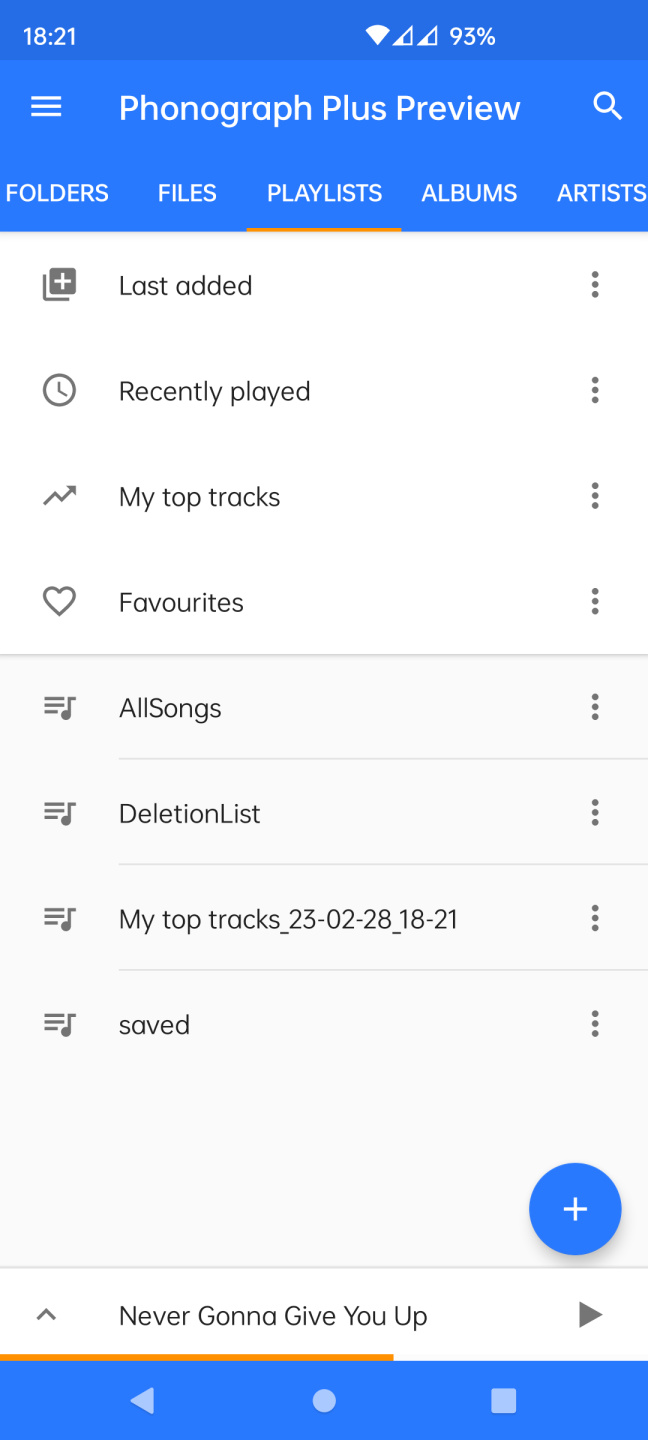 18:21 93%
Phonograph Plus Preview
FOLDERS FILES PLAYLISTS ALBUMS ARTISTS
Last added
Recently played
My top tracks
Favourites
AllSongs
DeletionList
My top tracks_23-02-28_18-21
saved
Never Gonna Give You Up